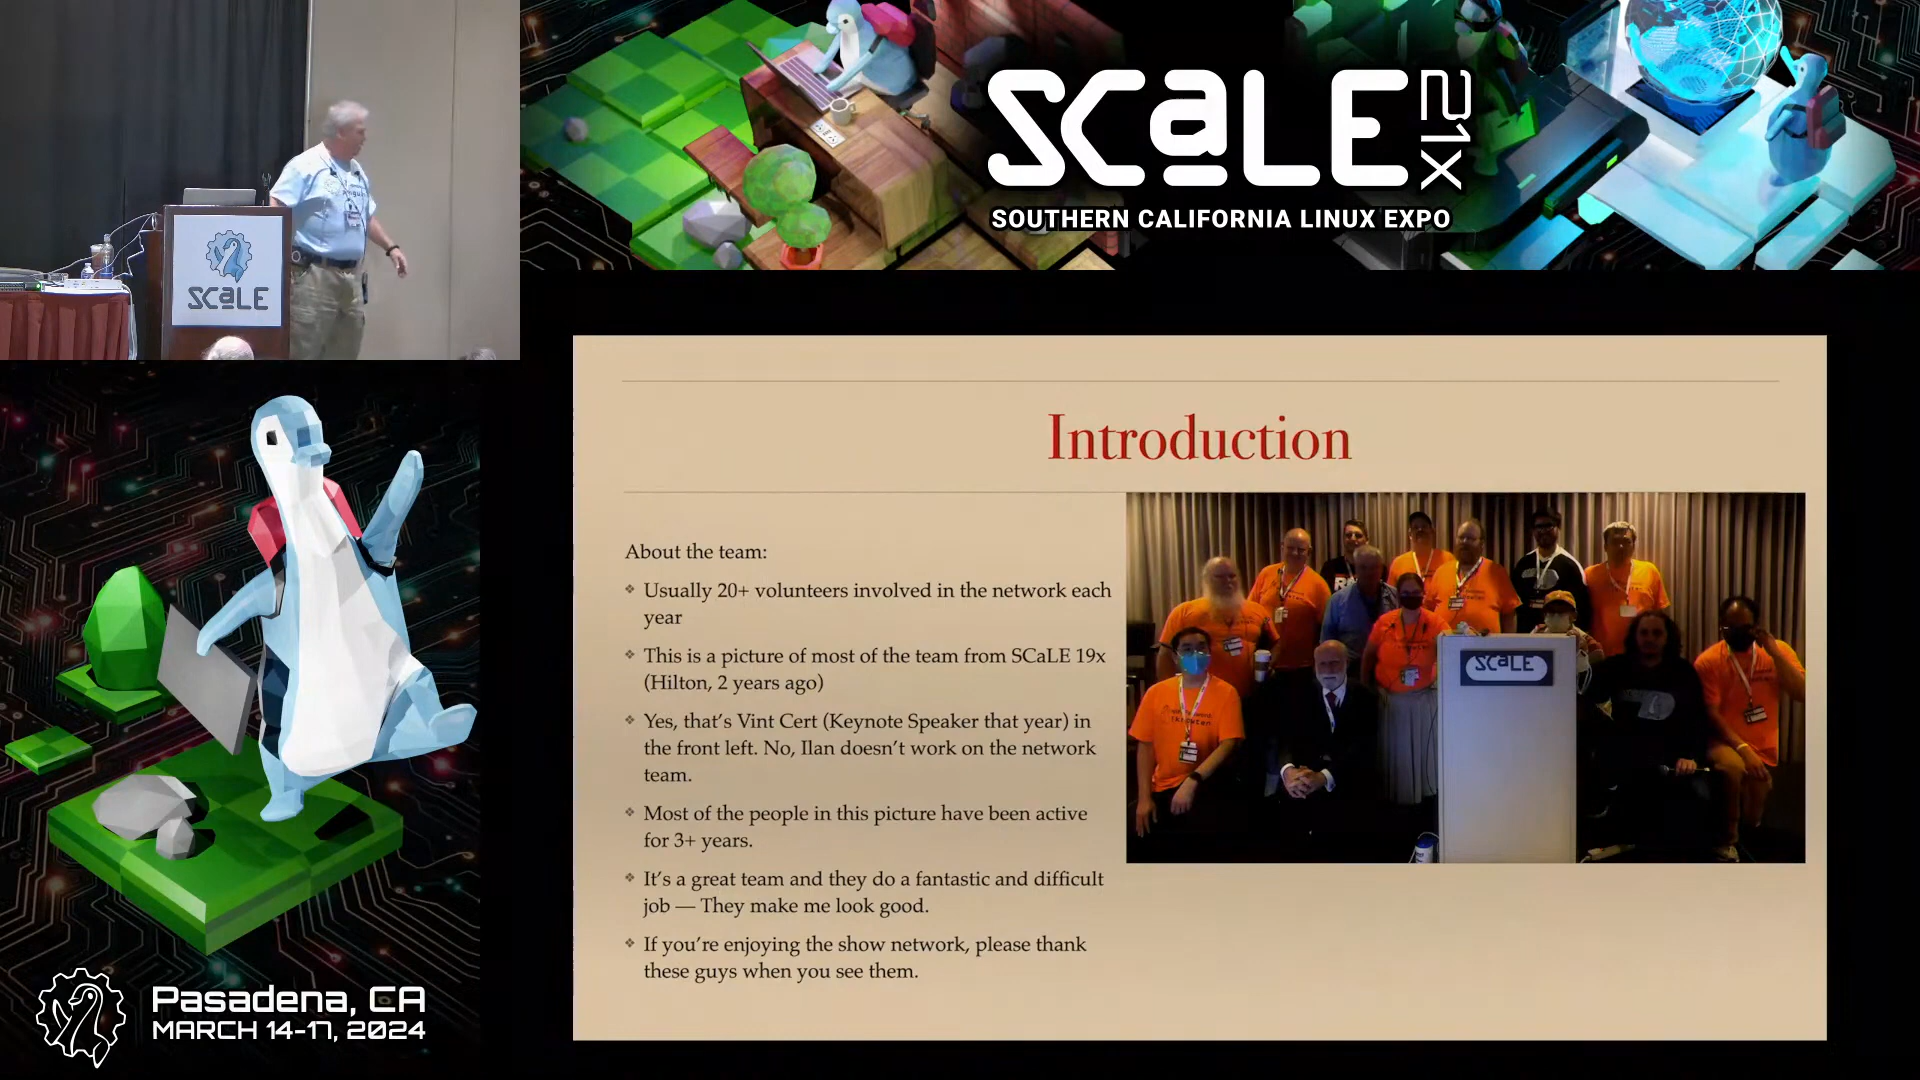 SCaLE 21x
SOUTHERN CALIFORNIA LINUX EXPO
SCaLE
Introduction
About the team:
❖ Usually 20+ volunteers involved in the network each
year
❖ This is a picture of most of the team from SCaLE 19x
(Hilton, 2 years ago)
❖ Yes, that’s Vint Cert (Keynote Speaker that year) in
the front left. No, Ilan doesn’t work on the network
team.
❖ Most of the people in this picture have been active
for 3+ years.
❖ It’s a great team and they do a fantastic and difficult
job — They make me look good.
❖ If you’re enjoying the show network, please thank
these guys when you see them.
SCaLE
Pasadena, CA
MARCH 14-17, 2024